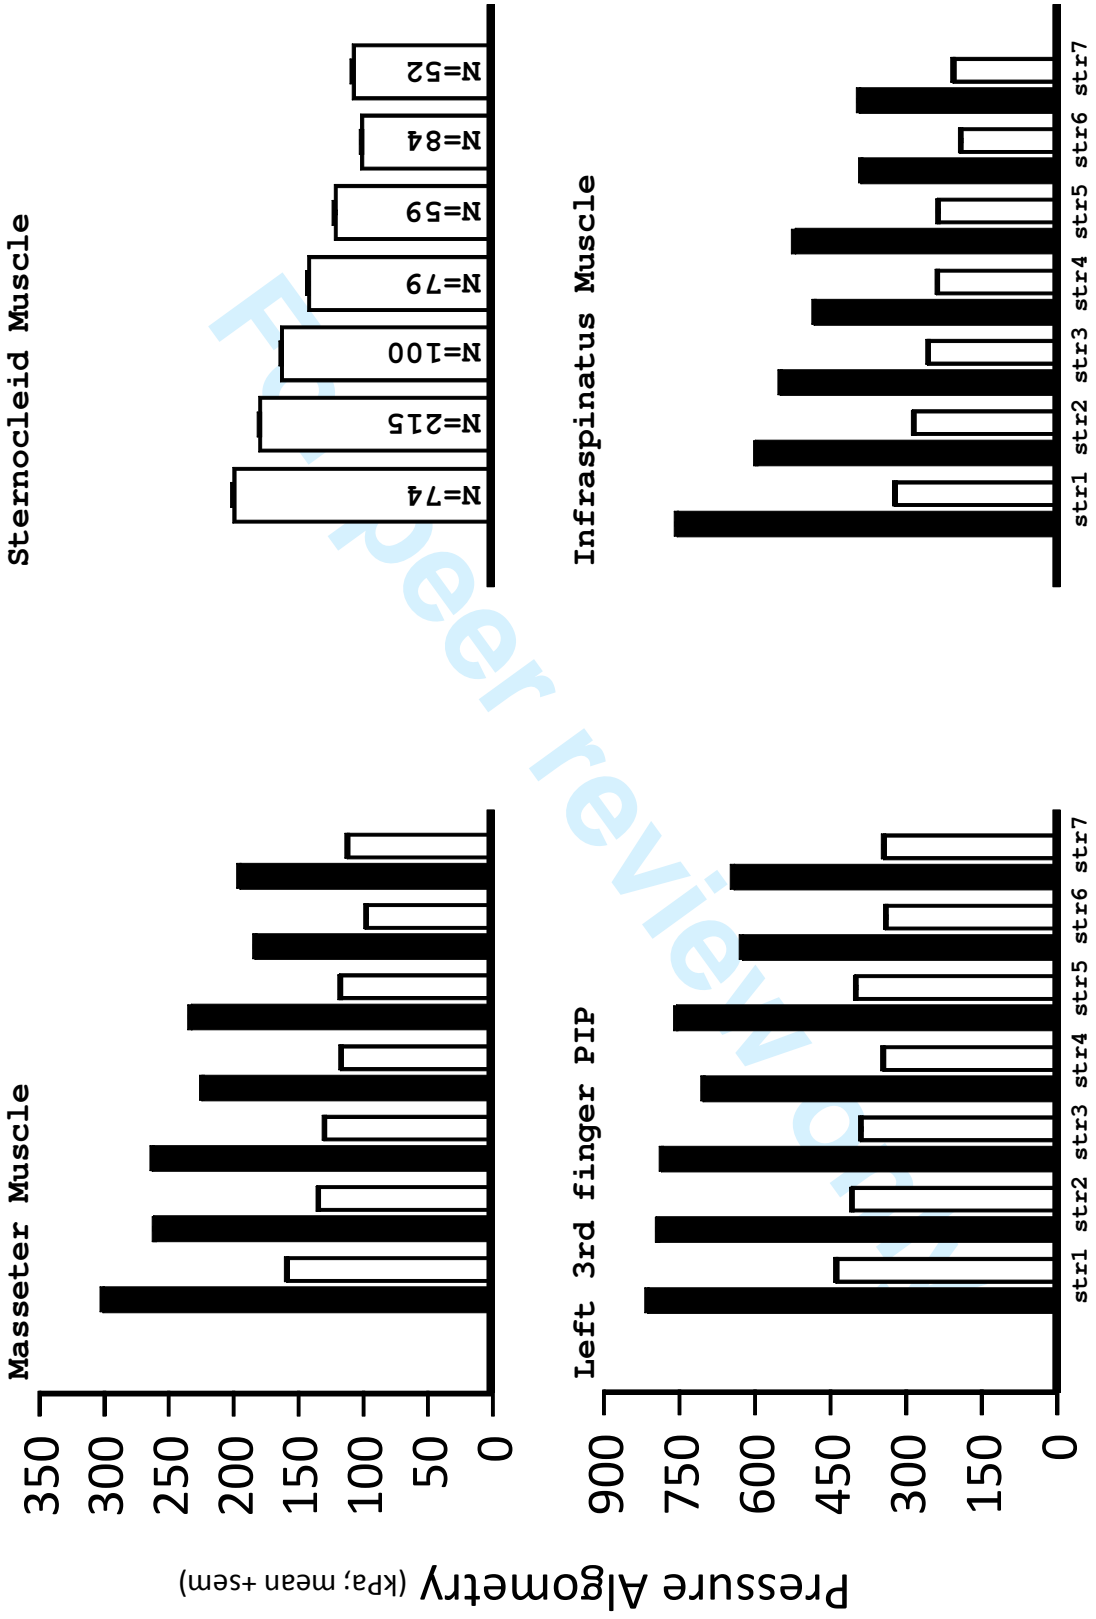 Masseter Muscle
Sternocleid Muscle
350
300
250
200
150
100
50
0
N=74
N=215
N=100
N=79
N=59
N=84
N=52
Left 3rd finger PIP
Infraspinatus Muscle
900
750
600
450
300
150
0
str1 str2 str3 str4 str5 str6 str7
str1 str2 str3 str4 str5 str6 str7
Pressure Algometry (kPa; mean +sem)
For peer review only